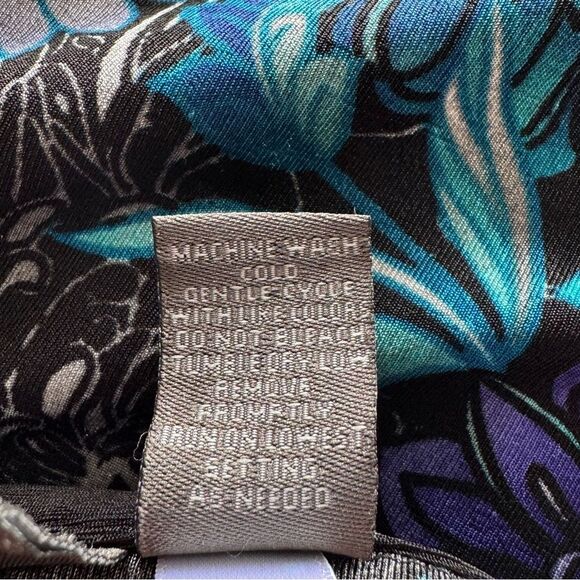 MACHINE WASH
COLD
GENTLE CYCLE
WITH LIKE COLORS
DO NOT BLEACH
TUMBLE DRY LOW
REMOVE
PROMPTLY
IRON ON LOWEST
SETTING
AS NEEDED